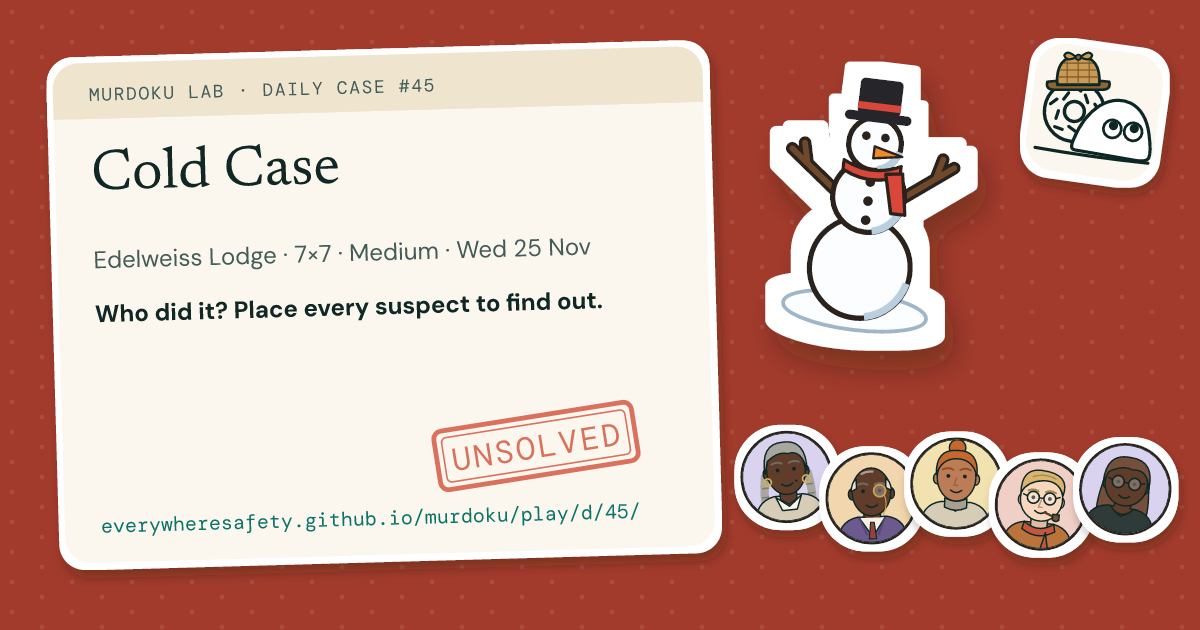 MURDOKU LAB · DAILY CASE #45
Cold Case
Edelweiss Lodge · 7×7 · Medium · Wed 25 Nov
Who did it? Place every suspect to find out.
UNSOLVED
everywheresafety.github.io/murdoku/play/d/45/